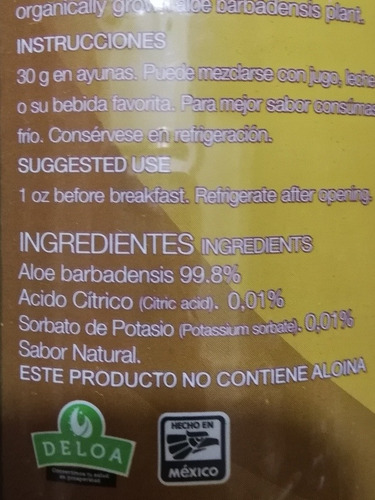 organically grown aloe barbadensis plant.
INSTRUCCIONES
30 g en ayunas. Puede mezclarse con jugo, leche
o su bebida favorita. Para mejor sabor consúmas
frío. Consérvese en refrigeración.
SUGGESTED USE
1 oz before breakfast. Refrigerate after opening.
INGREDIENTES INGREDIENTS
Aloe barbadensis 99.8%
Acido Cítrico (Citric acid). 0,01%
Sorbato de Potasio (Potassium sorbate). 0,01%
Sabor Natural.
ESTE PRODUCTO NO CONTIENE ALOINA
DELOA
HECHO EN
MÉXICO